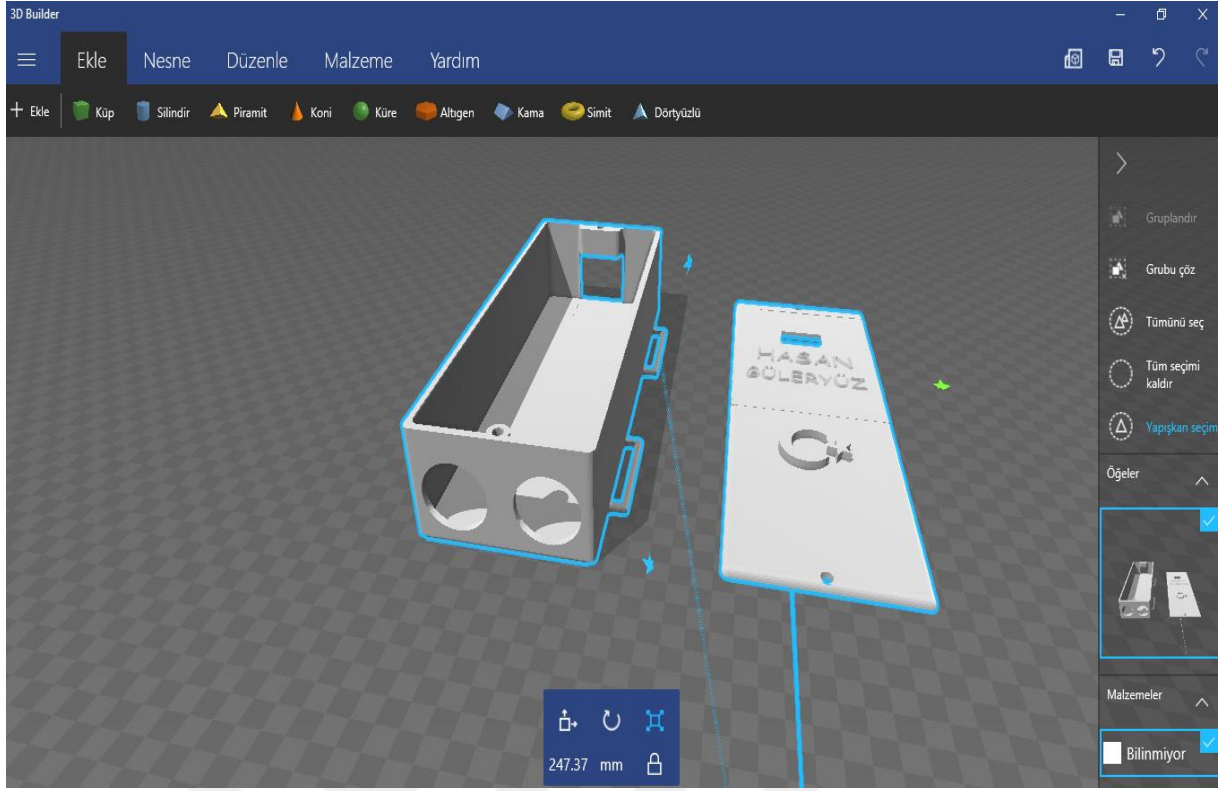 3D Builder
Ekle Nesne Düzenle Malzeme Yardım
Ekle Küp Silindir Piramit Koni Küre Altıgen Kama Simit Dörtyüzlü
Gruplandır
Grubu çöz
Tümünü seç
Tüm seçimi
kaldır
Yapışkan seçim
Öğeler
HASAN
GÜLERYÜZ
Malzemeler
Bilinmiyor
247.37 mm